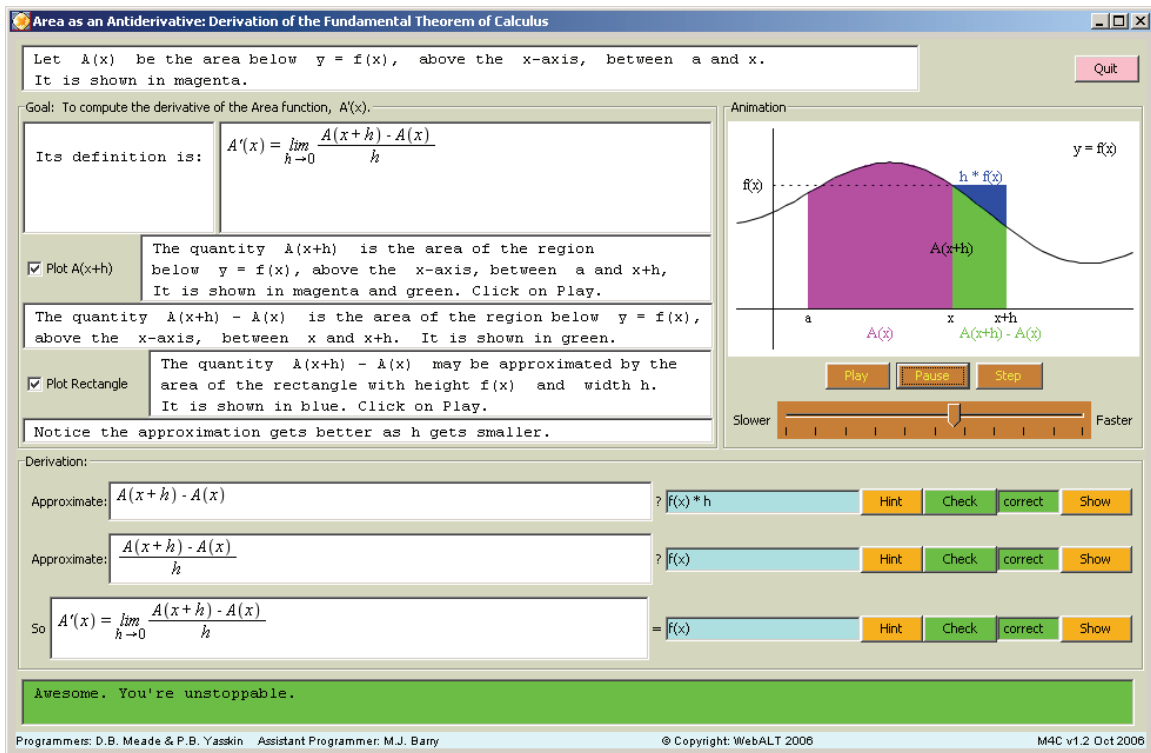 Area as an Antiderivative: Derivation of the Fundamental Theorem of Calculus
Let A(x) be the area below y = f(x), above the x-axis, between a and x.
It is shown in magenta.
Quit
Goal: To compute the derivative of the Area function, A'(x).
Its definition is:
A'(x) = lim h→0 A(x+h) - A(x) / h
Plot A(x+h)
The quantity A(x+h) is the area of the region
below y = f(x), above the x-axis, between a and x+h,
It is shown in magenta and green. Click on Play.
The quantity A(x+h) - A(x) is the area of the region below y = f(x),
above the x-axis, between x and x+h. It is shown in green.
Plot Rectangle
The quantity A(x+h) - A(x) may be approximated by the
area of the rectangle with height f(x) and width h.
It is shown in blue. Click on Play.
Notice the approximation gets better as h gets smaller.
Animation
y = f(x)
h * f(x)
f(x)
A(x+h)
a x x+h
A(x) A(x+h) - A(x)
Play Pause Step
Slower Faster
Derivation:
Approximate: A(x+h) - A(x) ? f(x) * h Hint Check correct Show
Approximate: A(x+h) - A(x) / h ? f(x) Hint Check correct Show
So A'(x) = lim h→0 A(x+h) - A(x) / h = f(x) Hint Check correct Show
Awesome. You're unstoppable.
Programmers: D.B. Meade & P.B. Yasskin Assistant Programmer: M.J. Barry © Copyright: WebALT 2006 M4C v1.2 Oct 2006